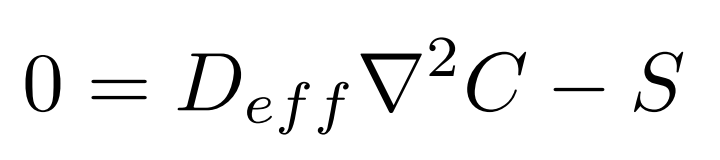 0 = D_{eff}∇²C − S